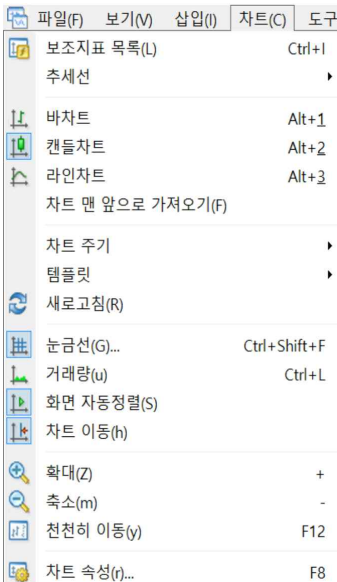 파일(F) 보기(V) 삽입(I) 차트(C) 도구
보조지표 목록(L) Ctrl+I
추세선
바차트 Alt+1
캔들차트 Alt+2
라인차트 Alt+3
차트 맨 앞으로 가져오기(F)
차트 주기
템플릿
새로고침(R)
눈금선(G)... Ctrl+Shift+F
거래량(u) Ctrl+L
화면 자동정렬(S)
차트 이동(h)
확대(Z) +
축소(m) -
천천히 이동(y) F12
차트 속성(r)... F8